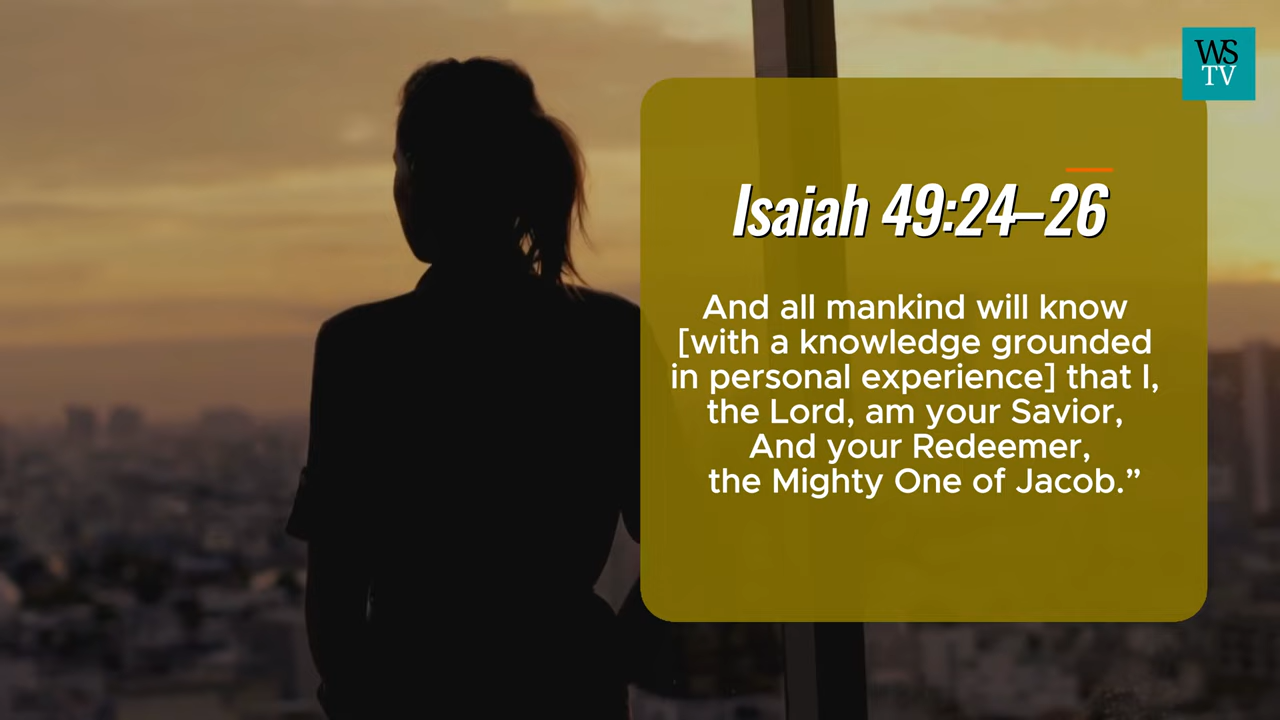 WS
TV
Isaiah 49:24–26
And all mankind will know
[with a knowledge grounded
in personal experience] that I,
the Lord, am your Savior,
And your Redeemer,
the Mighty One of Jacob.”